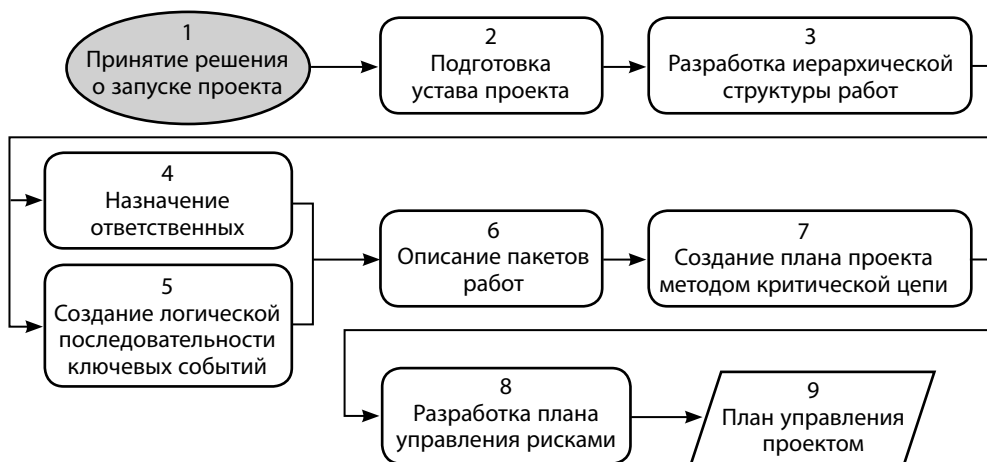 1
Принятие решения
о запуске проекта
2
Подготовка
устава проекта
3
Разработка иерархической
структуры работ
4
Назначение
ответственных
5
Создание логической
последовательности
ключевых событий
6
Описание пакетов
работ
7
Создание плана проекта
методом критической цепи
8
Разработка плана
управления рисками
9
План управления
проектом